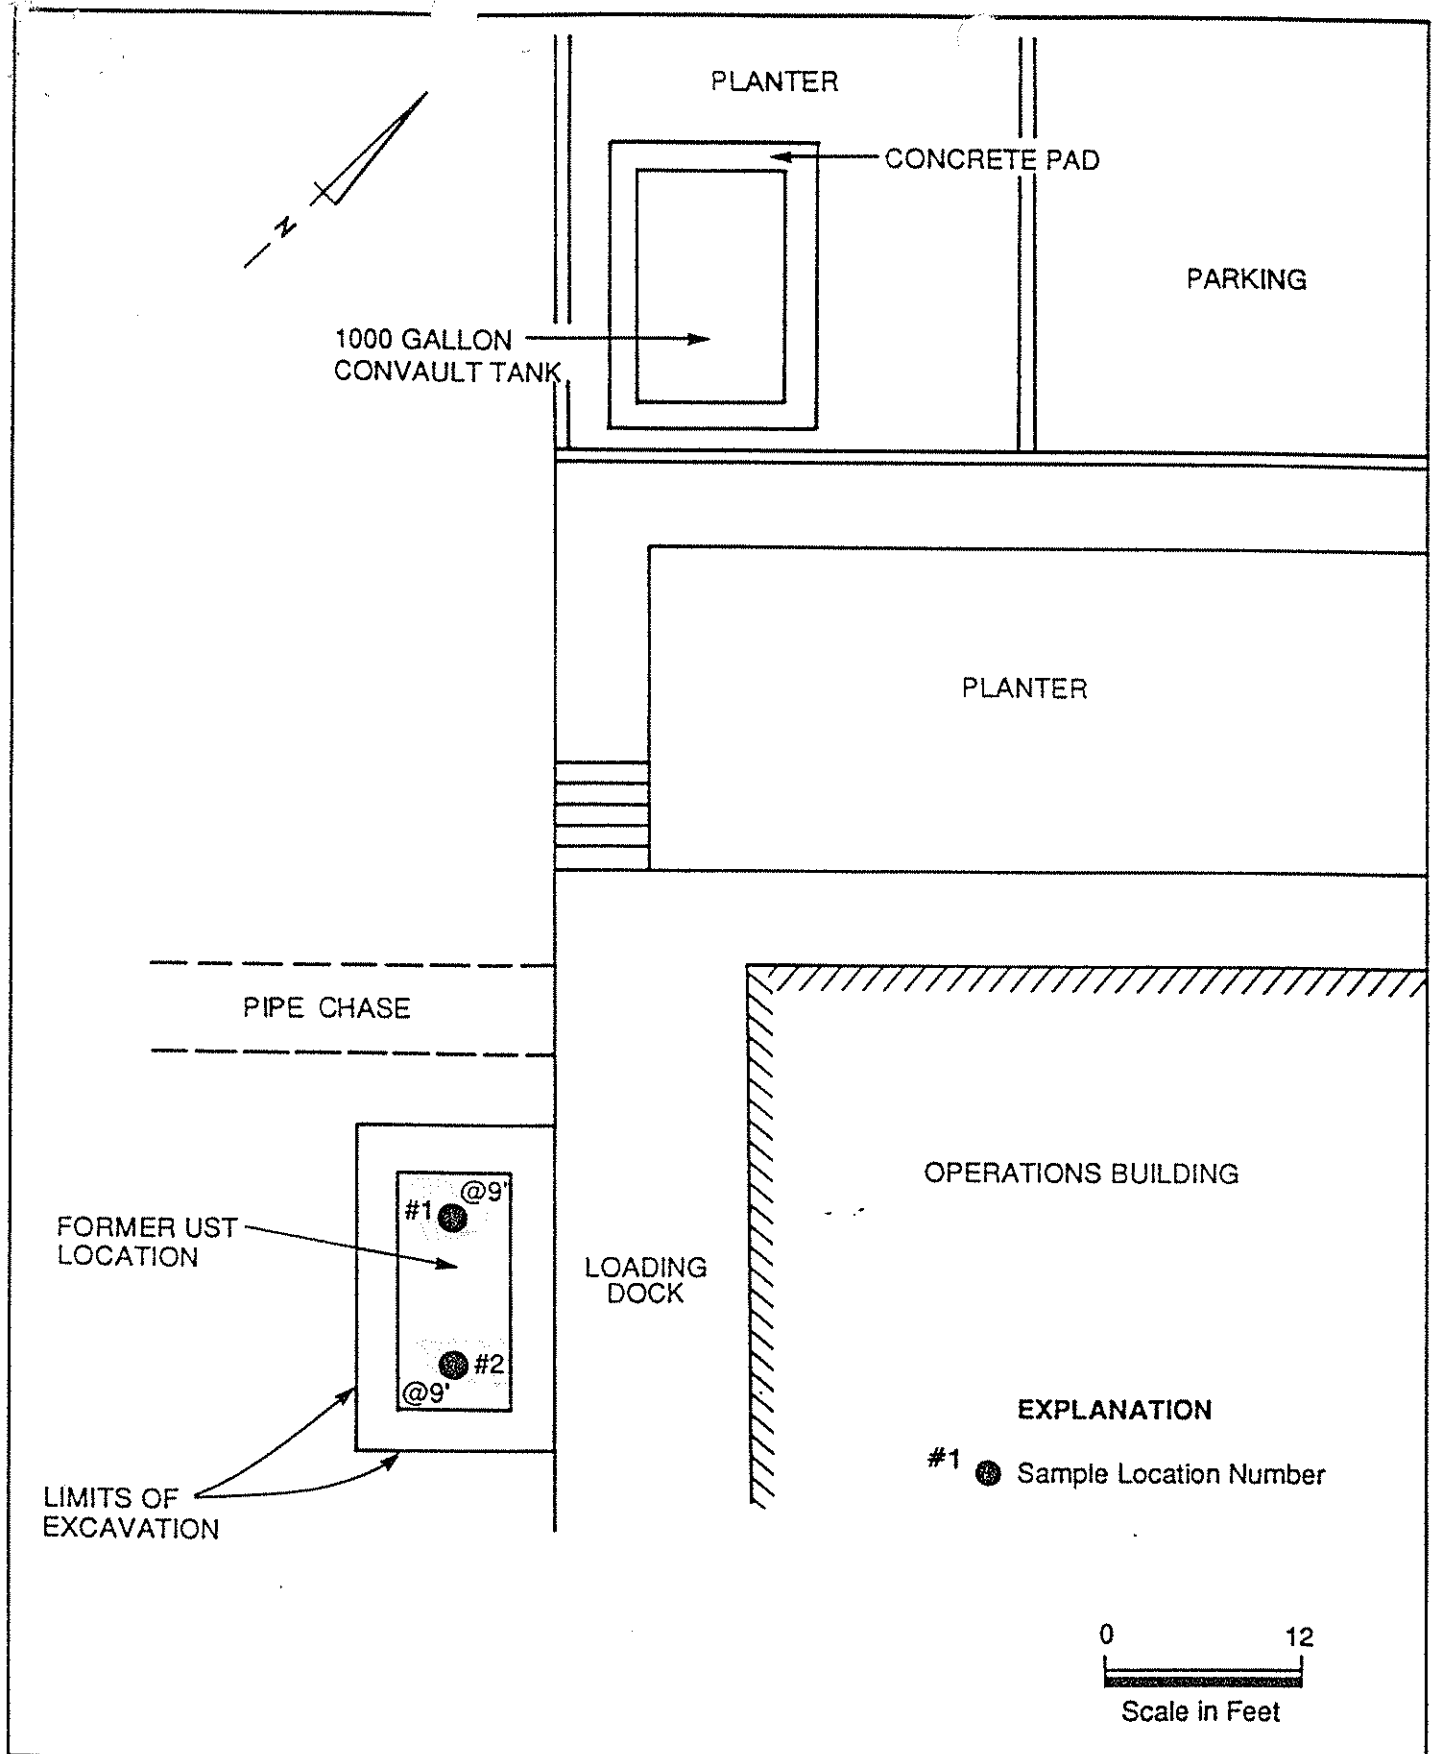 PLANTER
CONCRETE PAD
N
PARKING
1000 GALLON
CONVAULT TANK
PLANTER
PIPE CHASE
OPERATIONS BUILDING
@9'
#1
FORMER UST
LOCATION
LOADING
DOCK
#2
@9'
EXPLANATION
#1 Sample Location Number
LIMITS OF
EXCAVATION
0 12
Scale in Feet